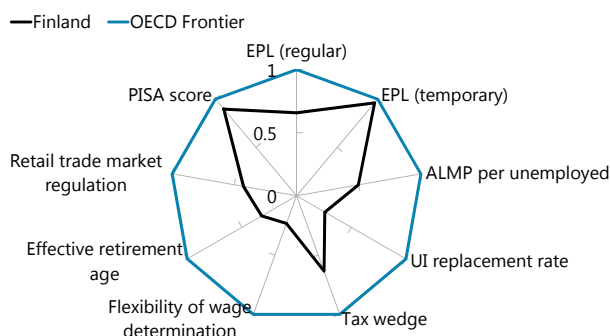 Finland
OECD Frontier
EPL (regular)
1
PISA score
EPL (temporary)
0.5
Retail trade market
regulation
ALMP per unemployed
0
Effective retirement
age
UI replacement rate
Flexibility of wage
determination
Tax wedge